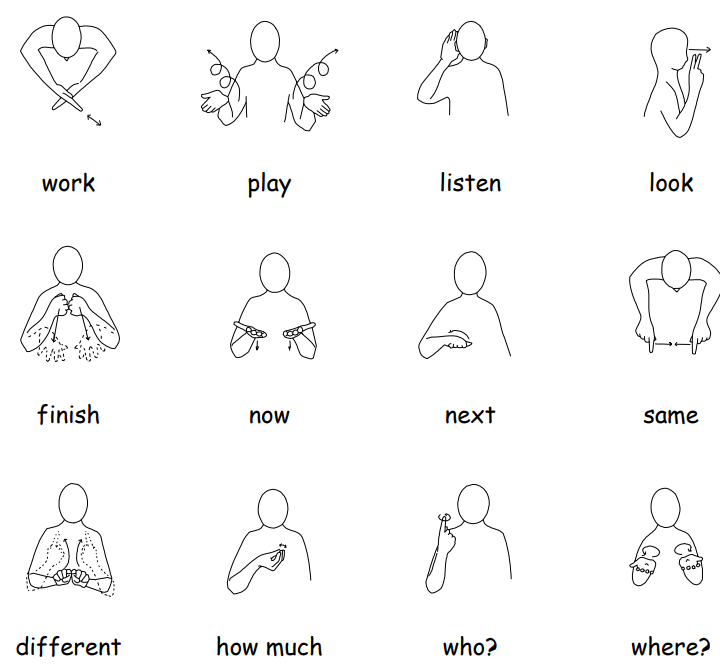 work play listen look
finish now next same
different how much who? where?